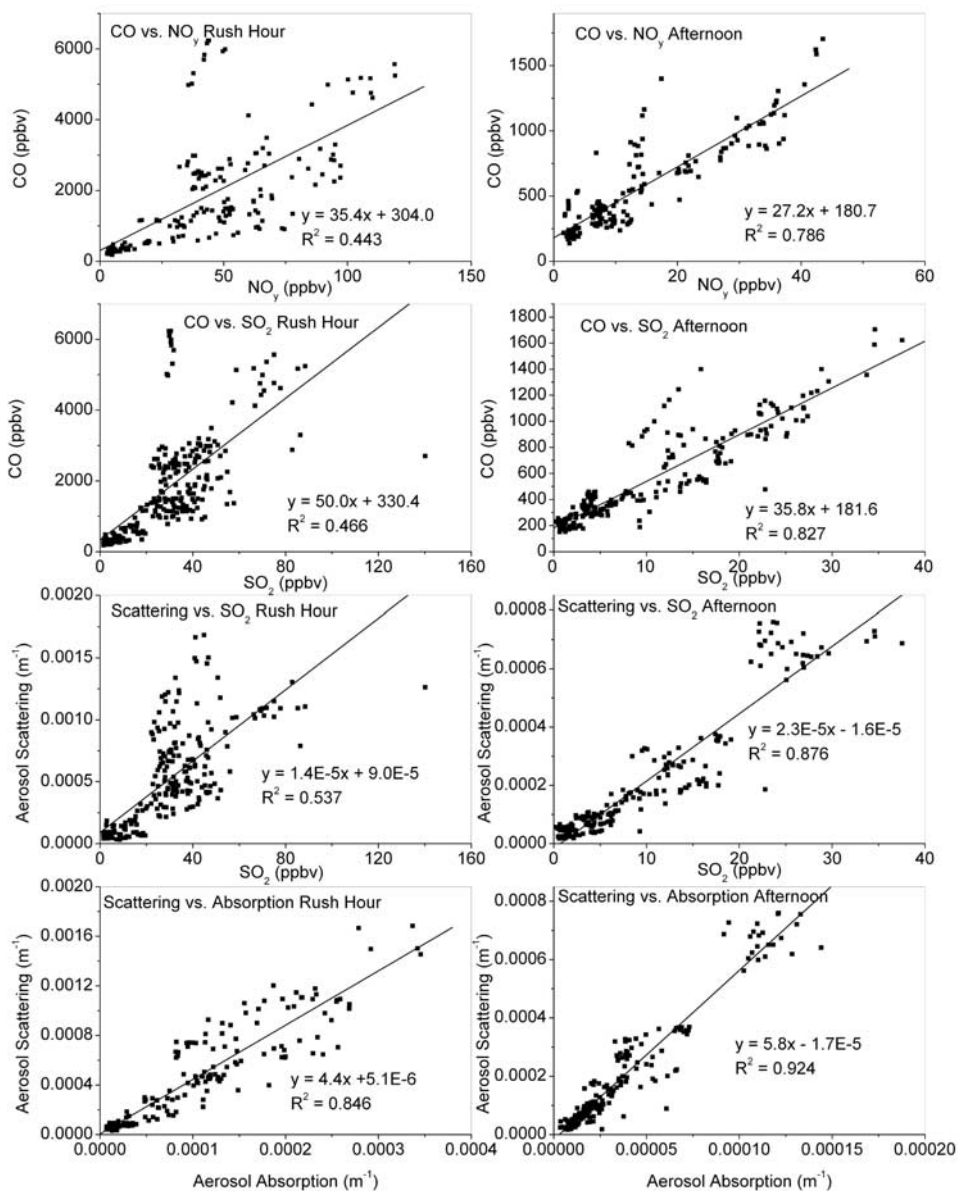 CO vs. NOy Rush Hour
6000
4000
2000
0
CO (ppbv)
y = 35.4x + 304.0
R² = 0.443
0 50 100 150
NOy (ppbv)
CO vs. NOy Afternoon
1500
1000
500
0
CO (ppbv)
y = 27.2x + 180.7
R² = 0.786
0 20 40 60
NOy (ppbv)
CO vs. SO₂ Rush Hour
6000
4000
2000
0
CO (ppbv)
y = 50.0x + 330.4
R² = 0.466
0 40 80 120 160
SO₂ (ppbv)
CO vs. SO₂ Afternoon
1800
1600
1400
1200
1000
800
600
400
200
0
CO (ppbv)
y = 35.8x + 181.6
R² = 0.827
0 10 20 30 40
SO₂ (ppbv)
Scattering vs. SO₂ Rush Hour
0.0020
0.0015
0.0010
0.0005
0.0000
Aerosol Scattering (m⁻¹)
y = 1.4E-5x + 9.0E-5
R² = 0.537
0 40 80 120 160
SO₂ (ppbv)
Scattering vs. SO₂ Afternoon
0.0008
0.0006
0.0004
0.0002
0.0000
Aerosol Scattering (m⁻¹)
y = 2.3E-5x - 1.6E-5
R² = 0.876
0 10 20 30 40
SO₂ (ppbv)
Scattering vs. Absorption Rush Hour
0.0020
0.0016
0.0012
0.0008
0.0004
0.0000
Aerosol Scattering (m⁻¹)
y = 4.4x +5.1E-6
R² = 0.846
0.0000 0.0001 0.0002 0.0003 0.0004
Aerosol Absorption (m⁻¹)
Scattering vs. Absorption Afternoon
0.0008
0.0006
0.0004
0.0002
0.0000
Aerosol Scattering (m⁻¹)
y = 5.8x - 1.7E-5
R² = 0.924
0.00000 0.00005 0.00010 0.00015 0.00020
Aerosol Absorption (m⁻¹)